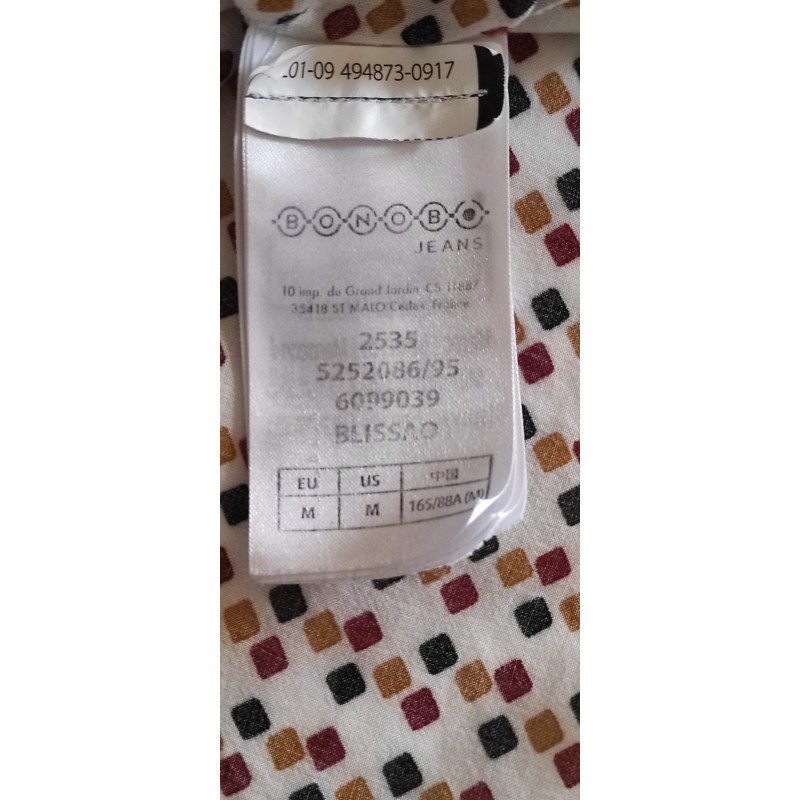 01-09 494873-0917
BONOBO
JEANS
10 imp. du Grand Jardin, CS 11887
35418 ST MALO Cedex, France
2535
5252086/95
6099039
BLISSAO
EU US 中国
M M 165/88A (M)